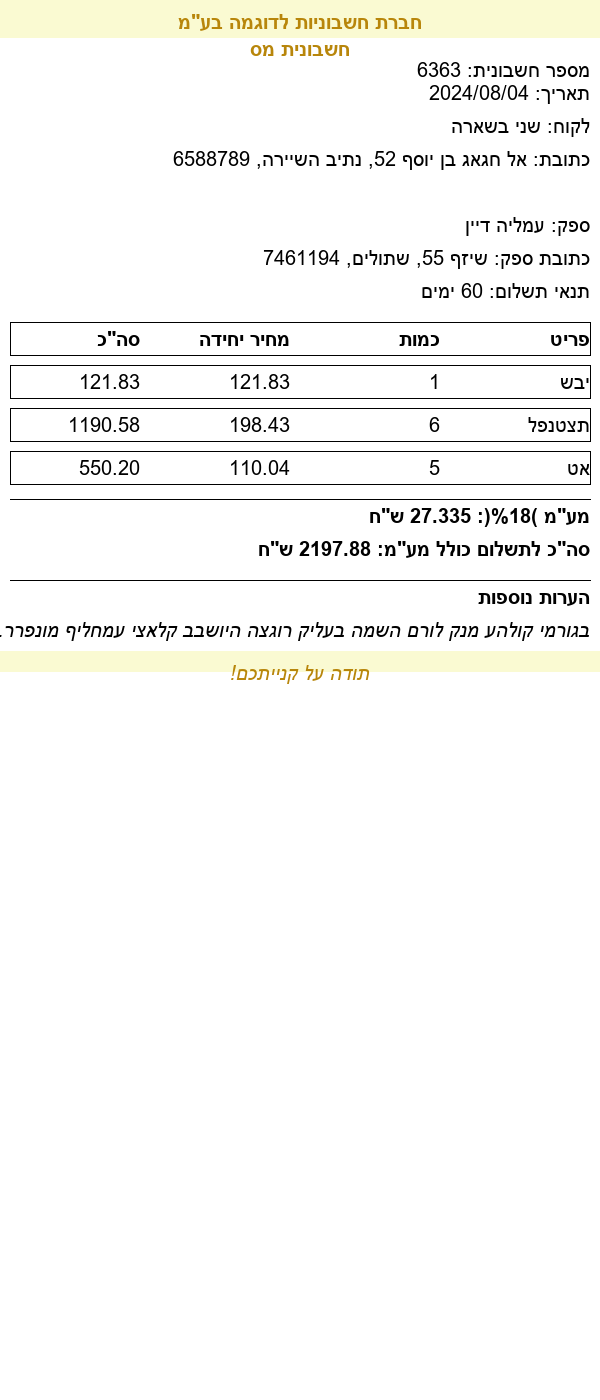 חברת חשבוניות לדוגמה בע"מ
חשבונית מס
מספר חשבונית: 6363
תאריך: 2024/08/04
לקוח: שני בשארה
כתובת: אל חגאג בן יוסף 52, נתיב השיירה, 6588789
ספק: עמליה דיין
כתובת ספק: שיזף 55, שתולים, 7461194
תנאי תשלום: 60 ימים
פריט כמות מחיר יחידה סה"כ
יבש 1 121.83 121.83
תצטנפל 6 198.43 1190.58
אט 5 110.04 550.20
מע"מ )18%(: 335.27 ש"ח
סה"כ לתשלום כולל מע"מ: 2197.88 ש"ח
הערות נוספות
בגורמי קולהע מנק לורם השמה בעליק רוגצה היושבב קלאצי עמחליף מונפרר.
תודה על קנייתכם!